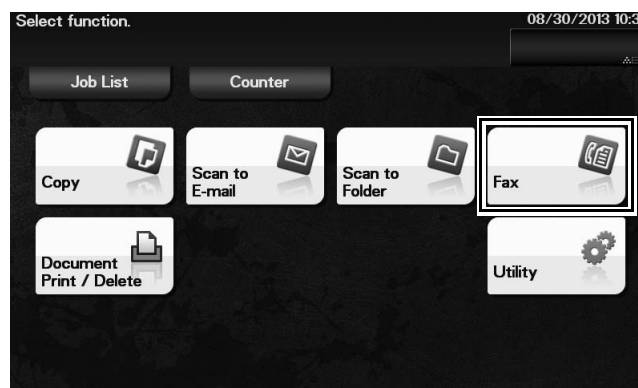 Select function.
08/30/2013 10:3
Job List
Counter
Copy
Scan to
E-mail
Scan to
Folder
Fax
Document
Print / Delete
Utility